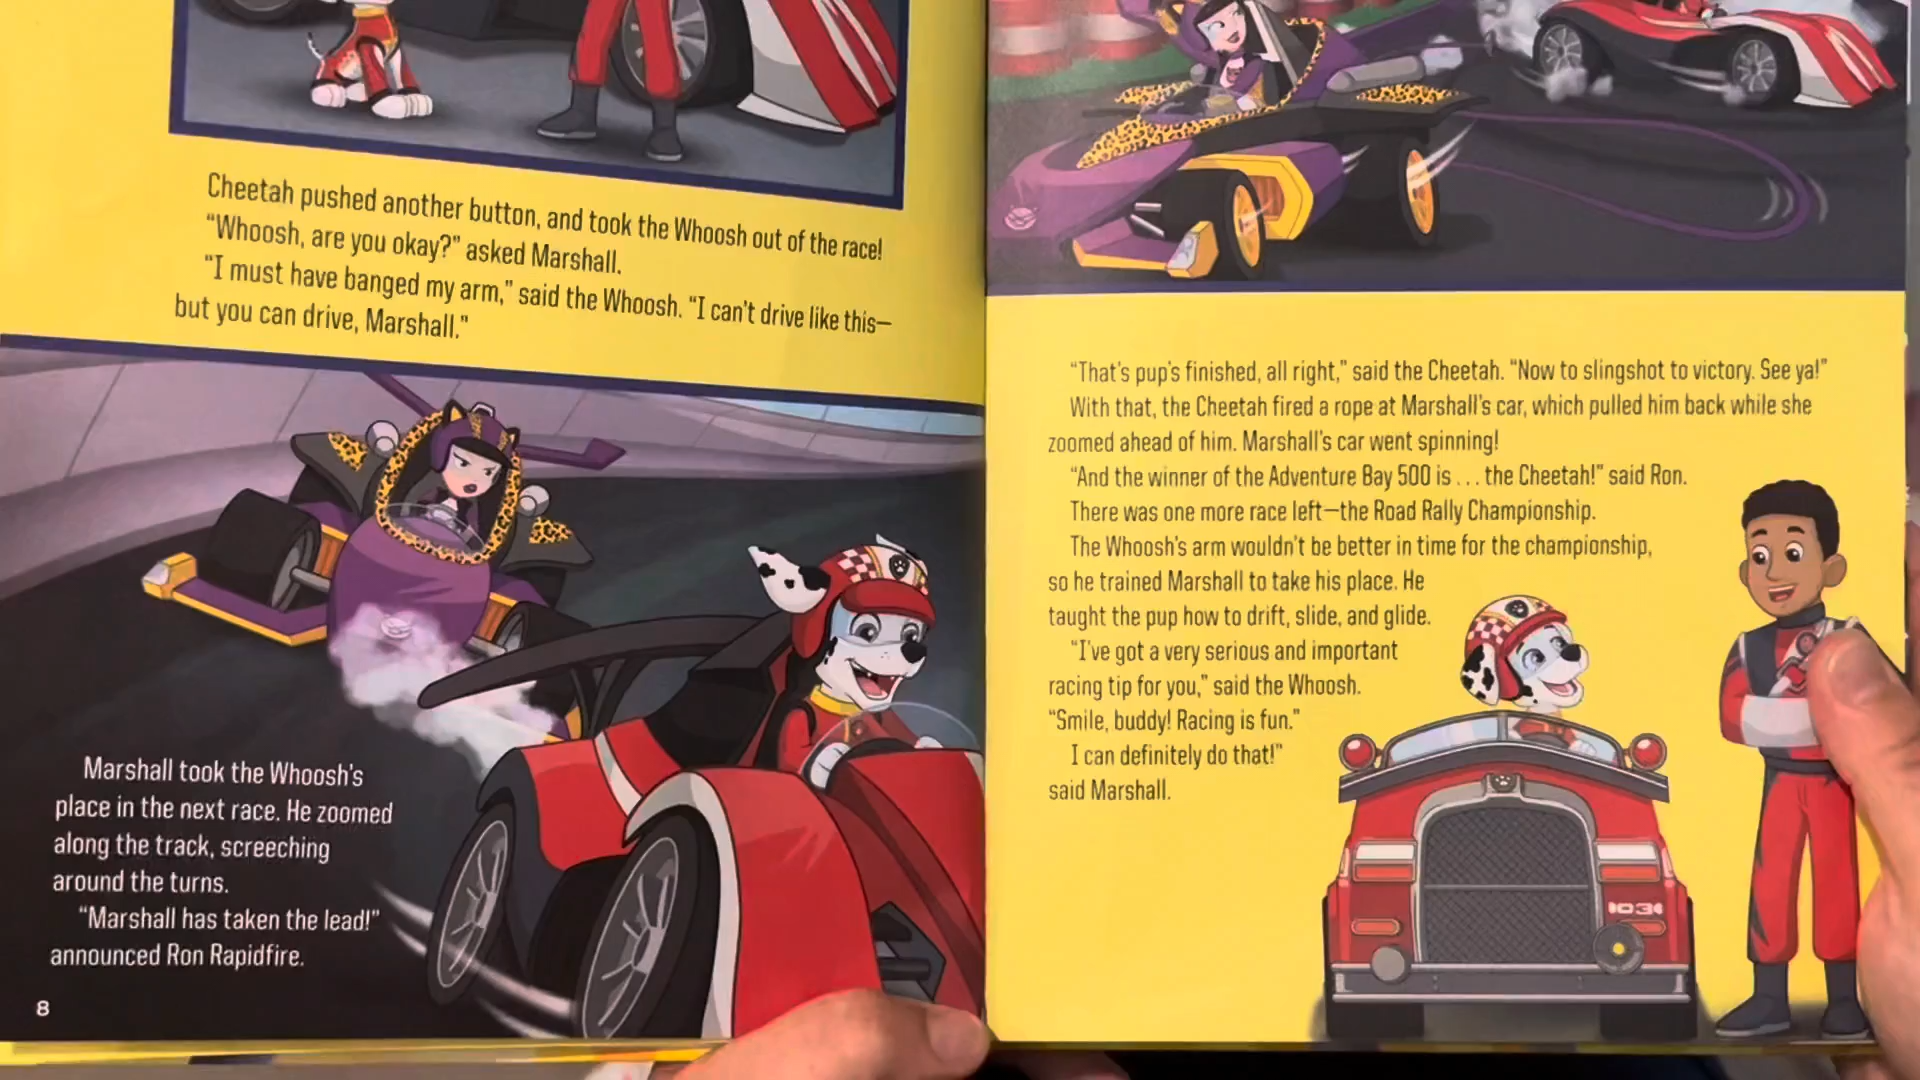 Cheetah pushed another button, and took the Whoosh out of the race!
“Whoosh, are you okay?” asked Marshall.
“I must have banged my arm,” said the Whoosh. “I can’t drive like this—
but you can drive, Marshall.”
Marshall took the Whoosh’s
place in the next race. He zoomed
along the track, screeching
around the turns.
“Marshall has taken the lead!”
announced Ron Rapidfire.
8
“That’s pup’s finished, all right,” said the Cheetah. “Now to slingshot to victory. See ya!”
With that, the Cheetah fired a rope at Marshall’s car, which pulled him back while she
zoomed ahead of him. Marshall’s car went spinning!
“And the winner of the Adventure Bay 500 is . . . the Cheetah!” said Ron.
There was one more race left—the Road Rally Championship.
The Whoosh’s arm wouldn’t be better in time for the championship,
so he trained Marshall to take his place. He
taught the pup how to drift, slide, and glide.
“I’ve got a very serious and important
racing tip for you,” said the Whoosh.
“Smile, buddy! Racing is fun.”
I can definitely do that!”
said Marshall.
03